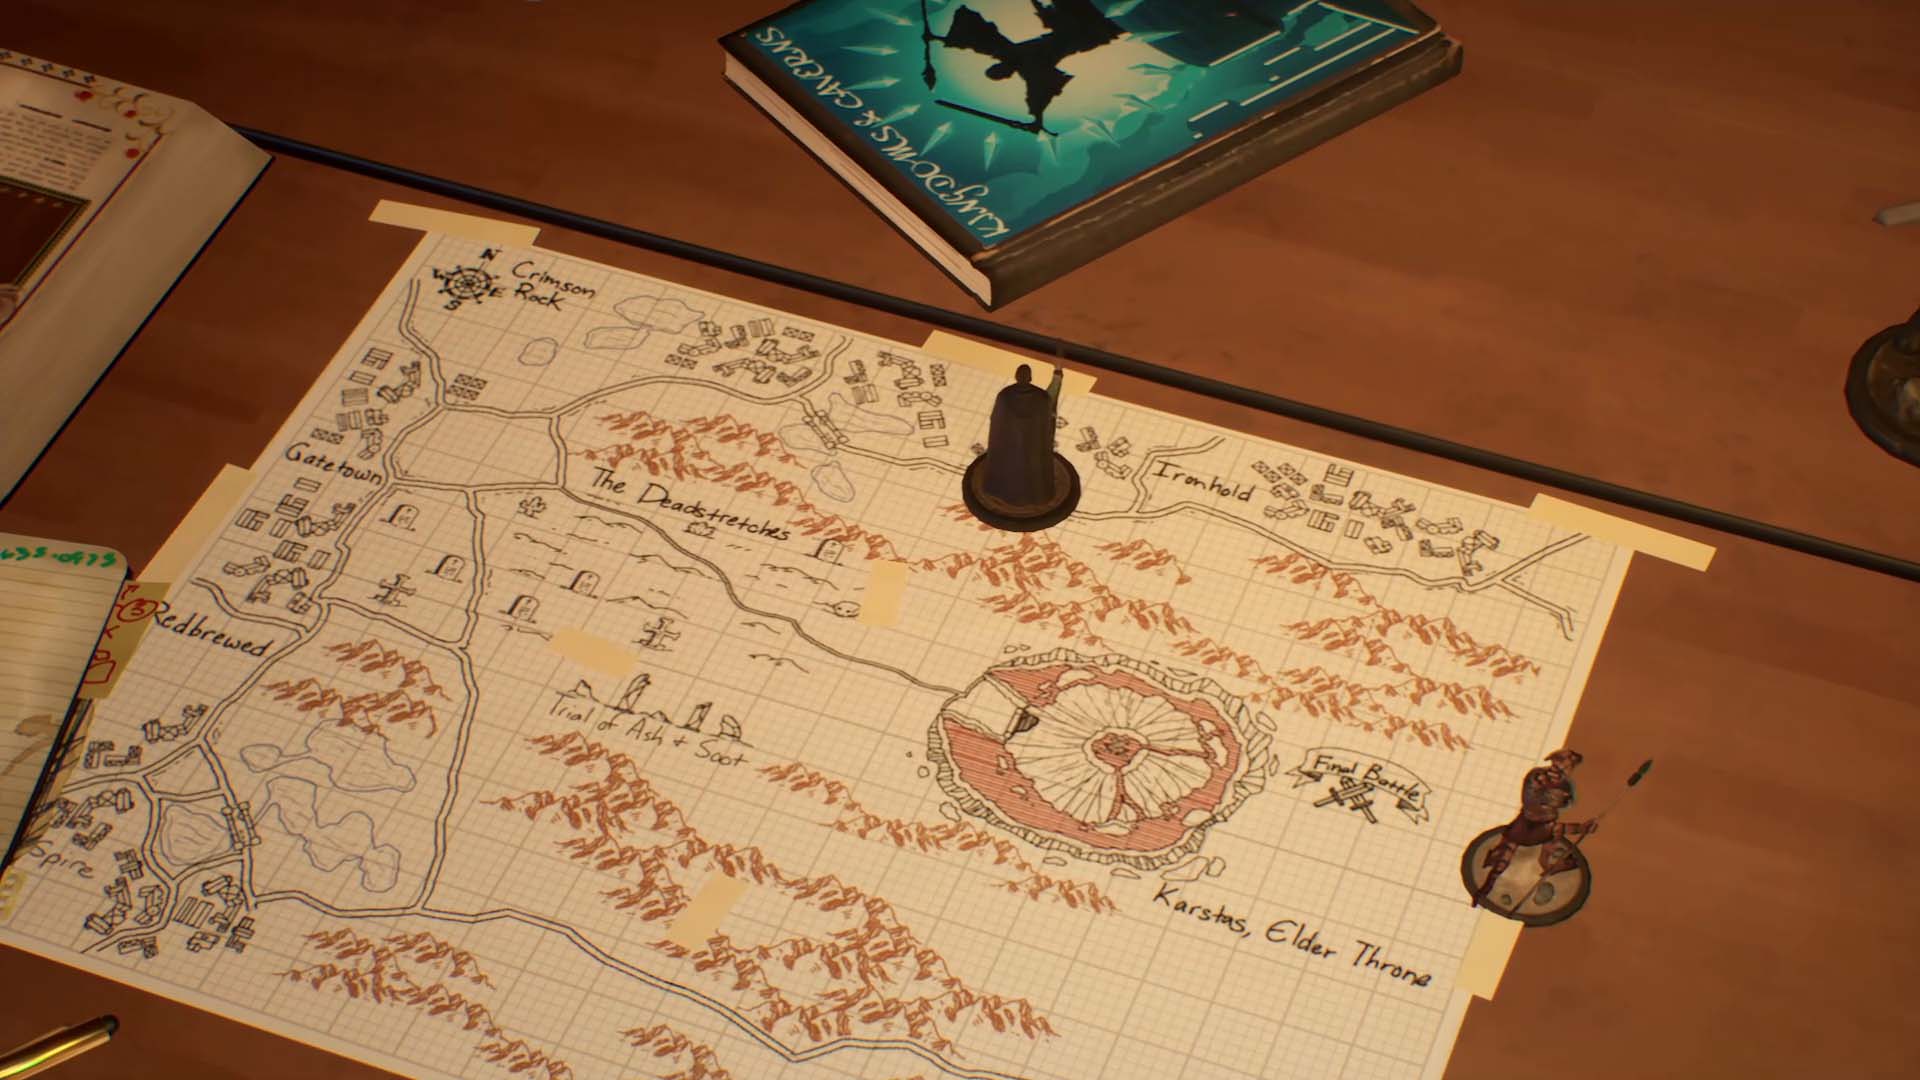 KINGDOMS & CAVERNS
N
W
E
S
Crimson
Rock
Gatetown
The Deadstretches
Ironhold
Redbrewed
3
Trial of Ash + Soot
Final Battle
Spire
Karstas, Elder Throne